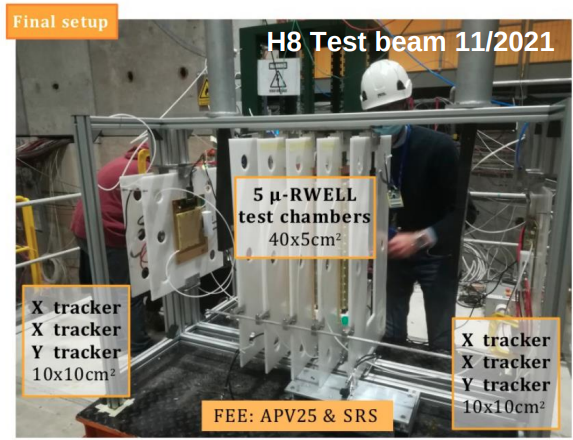 Final setup
H8 Test beam 11/2021
5 μ-RWELL
test chambers
40x5cm²
X tracker
X tracker
Y tracker
10x10cm²
X tracker
X tracker
Y tracker
10x10cm²
FEE: APV25 & SRS